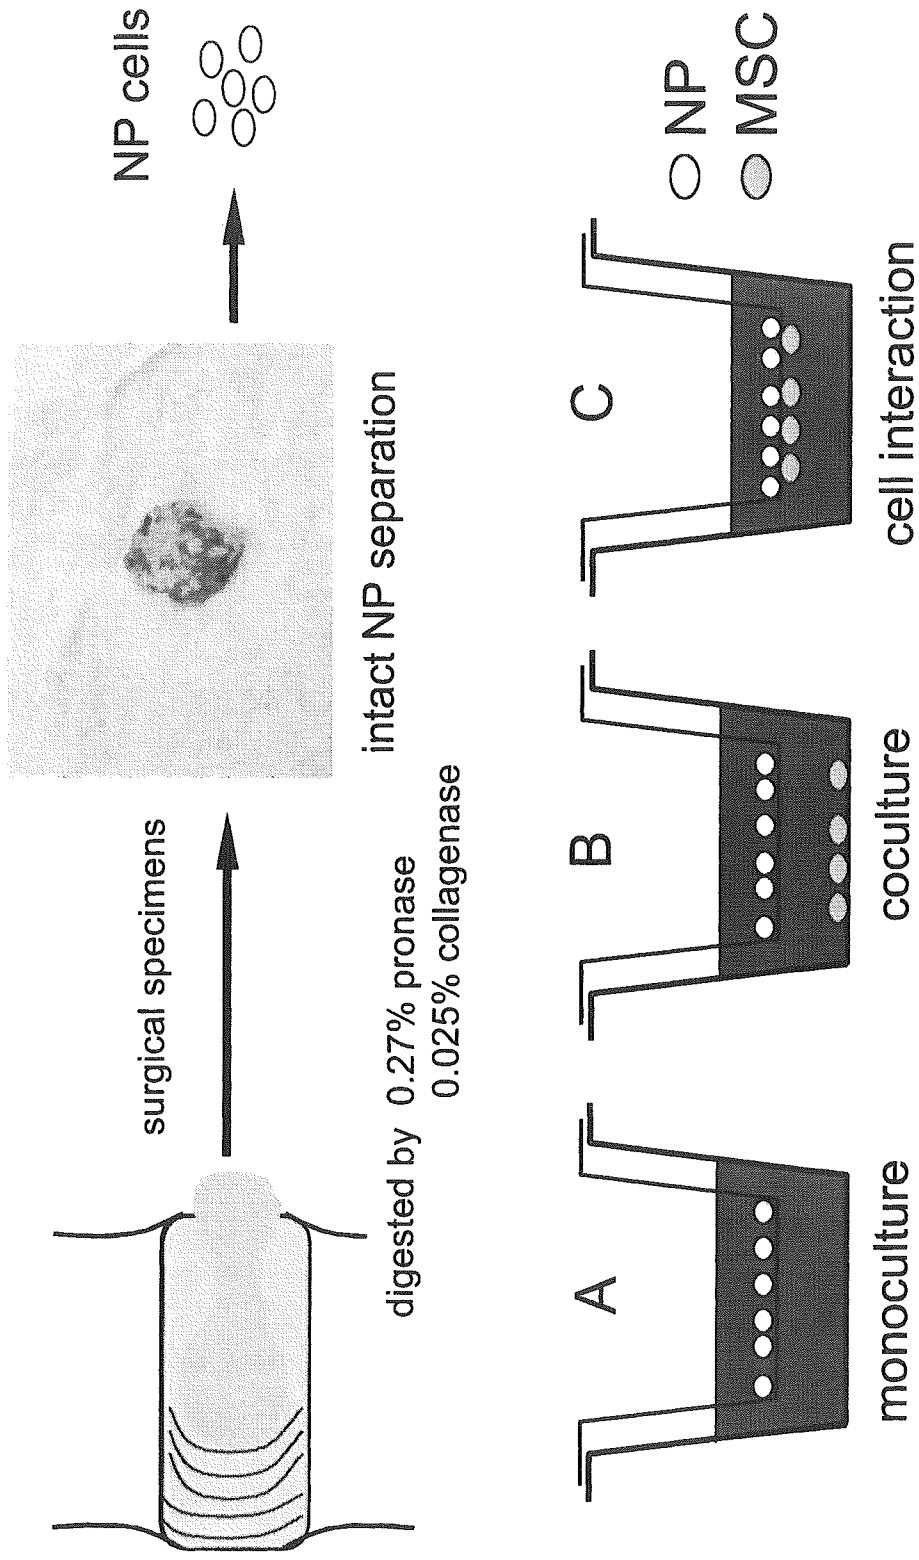 surgical specimens
digested by 0.27% pronase
0.025% collagenase
intact NP separation
NP cells
A
monoculture
B
coculture
C
cell interaction
NP
MSC